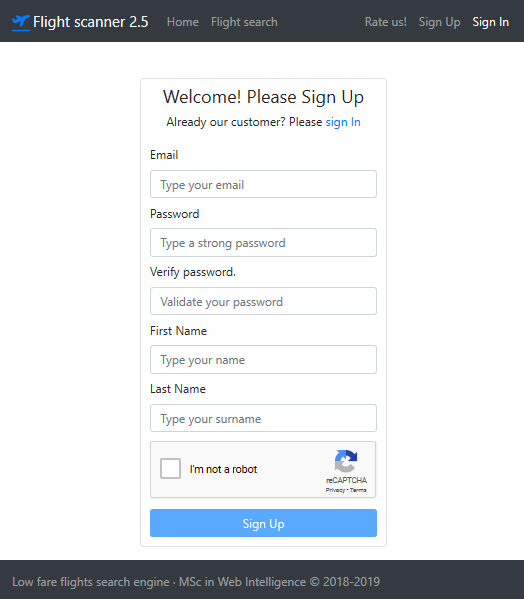 Flight scanner 2.5 Home Flight search Rate us! Sign Up Sign In
Welcome! Please Sign Up
Already our customer? Please sign In
Email
Type your email
Password
Type a strong password
Verify password.
Validate your password
First Name
Type your name
Last Name
Type your surname
I'm not a robot
reCAPTCHA
Privacy • Terms
Sign Up
Low fare flights search engine · MSc in Web Intelligence © 2018-2019